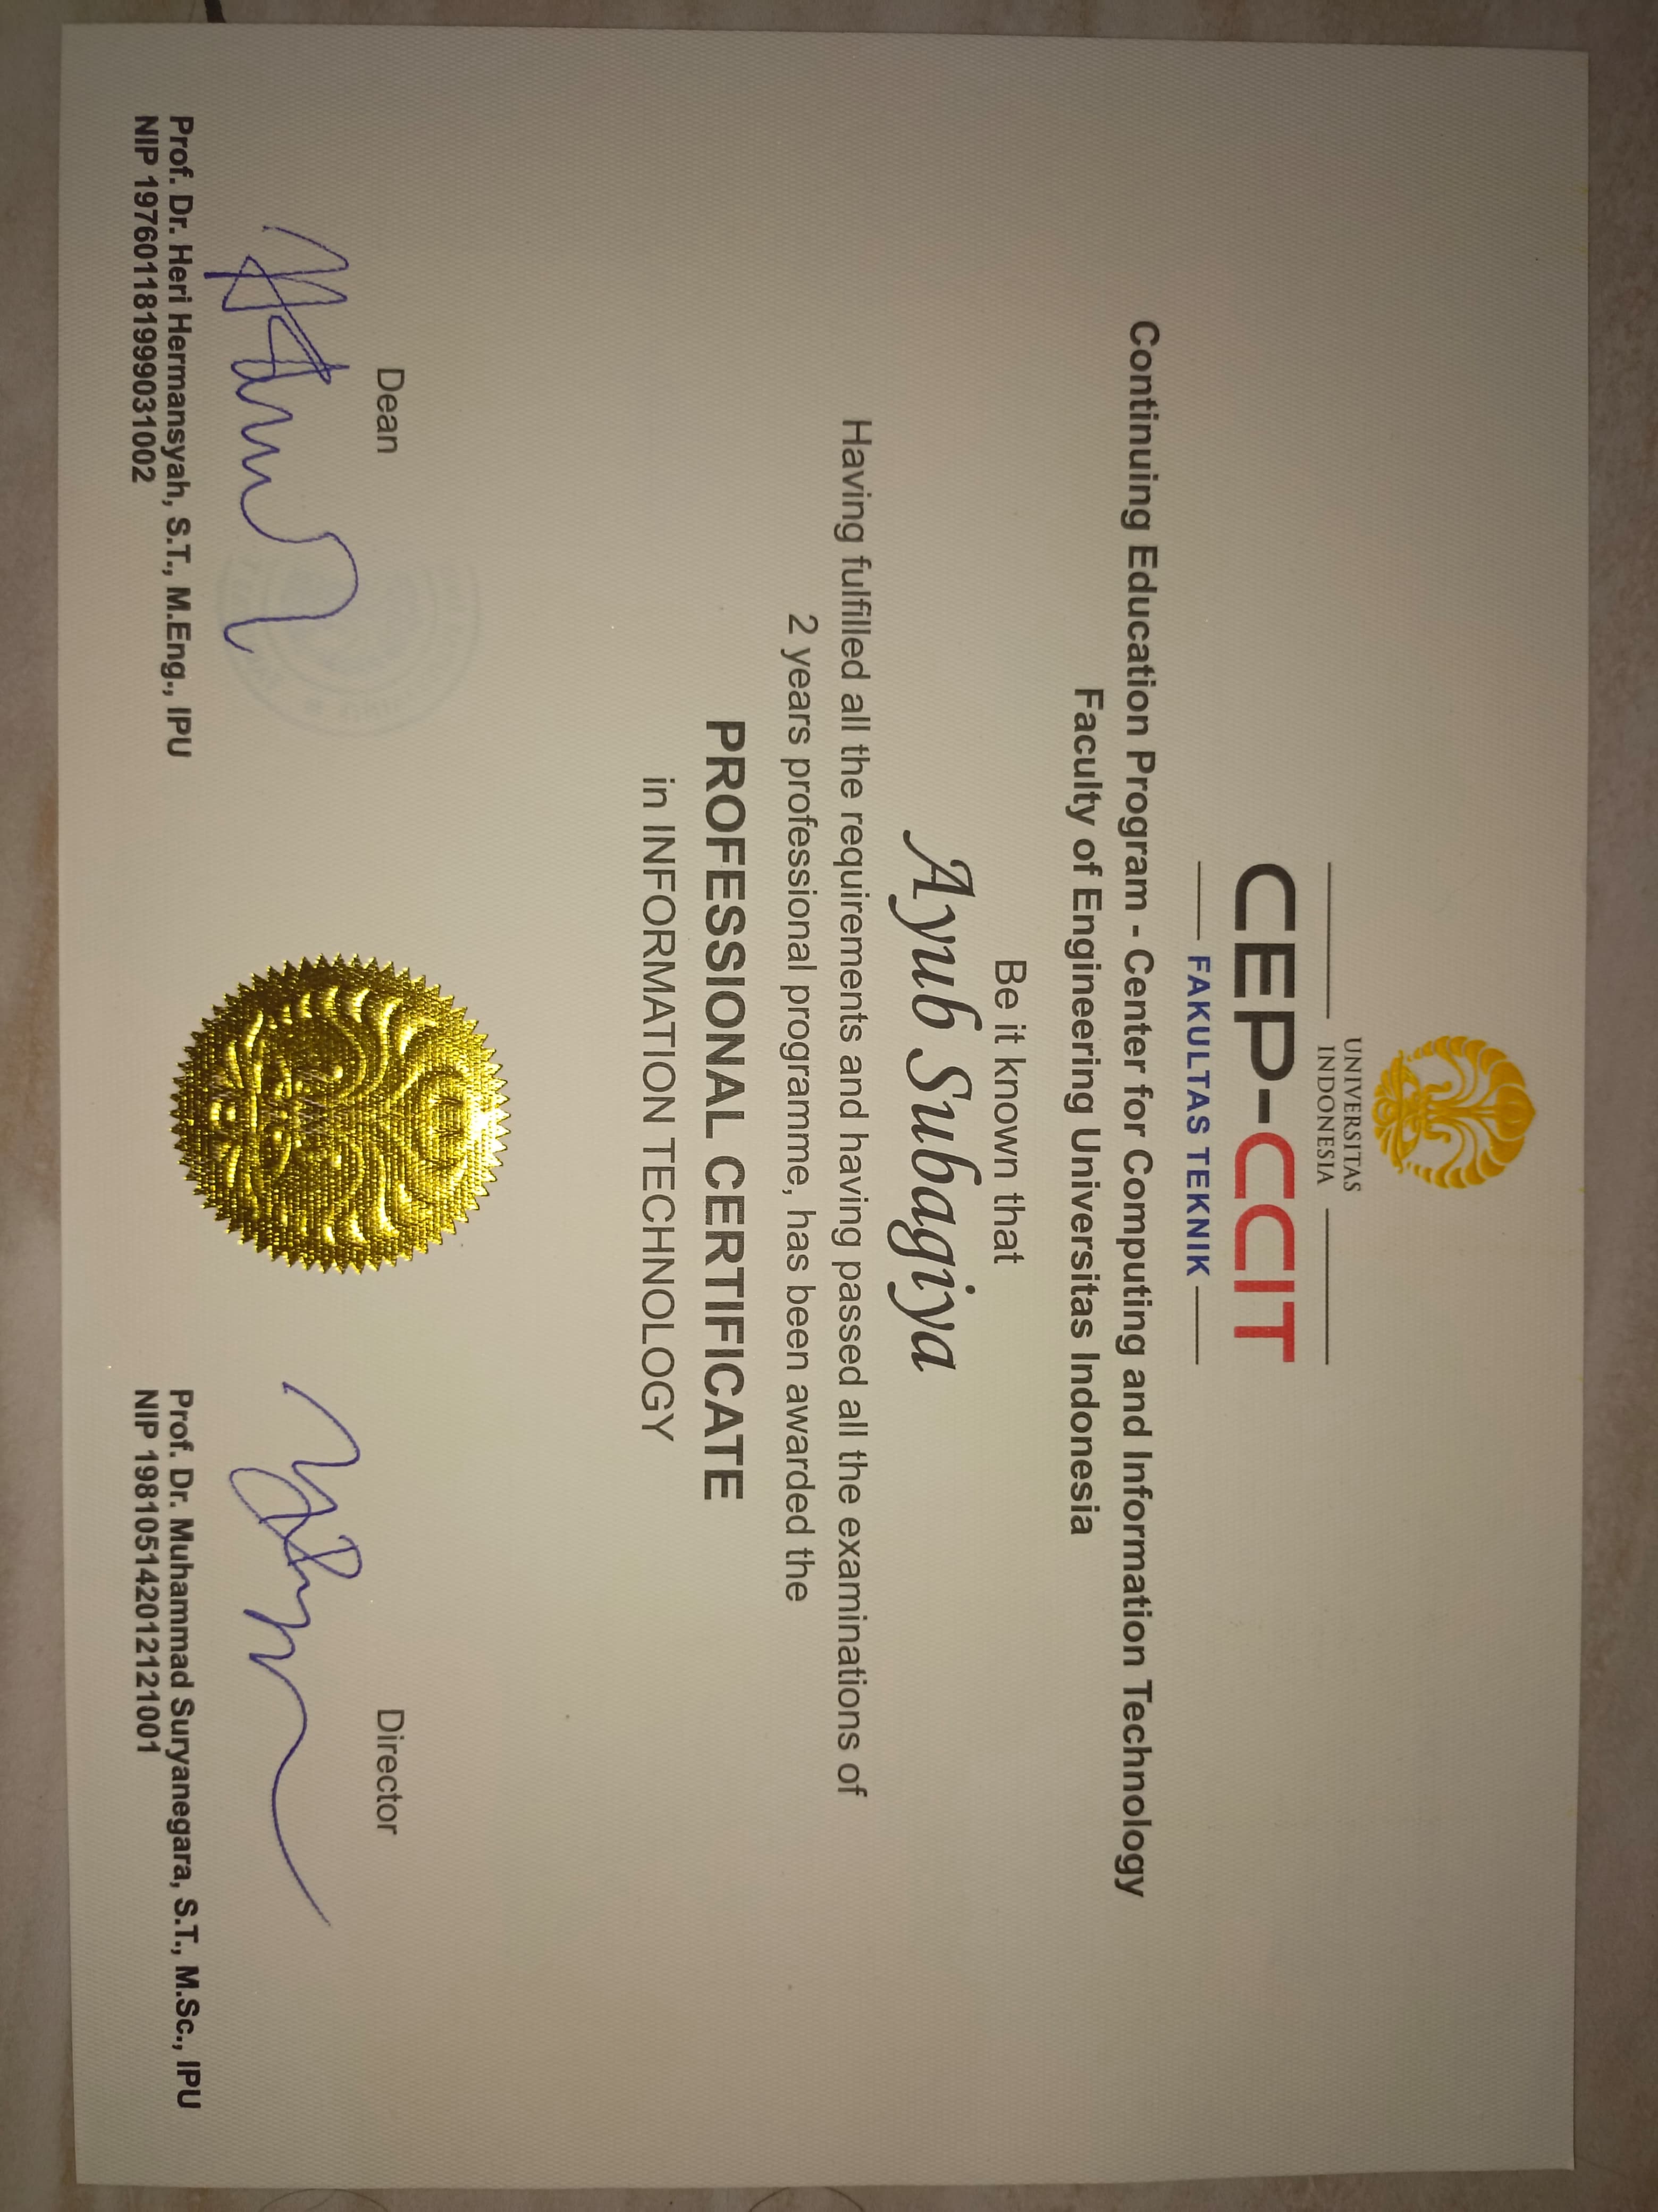 UNIVERSITAS
INDONESIA
CEP-CCIT
FAKULTAS TEKNIK
Continuing Education Program - Center for Computing and Information Technology
Faculty of Engineering Universitas Indonesia
Be it known that
Ayub Subagiya
Having fulfilled all the requirements and having passed all the examinations of
2 years professional programme, has been awarded the
PROFESSIONAL CERTIFICATE
in INFORMATION TECHNOLOGY
Dean
Prof. Dr. Heri Hermansyah, S.T., M.Eng., IPU
NIP 197601181999031002
Director
Prof. Dr. Muhammad Suryanegara, S.T., M.Sc., IPU
NIP 198105142012121001